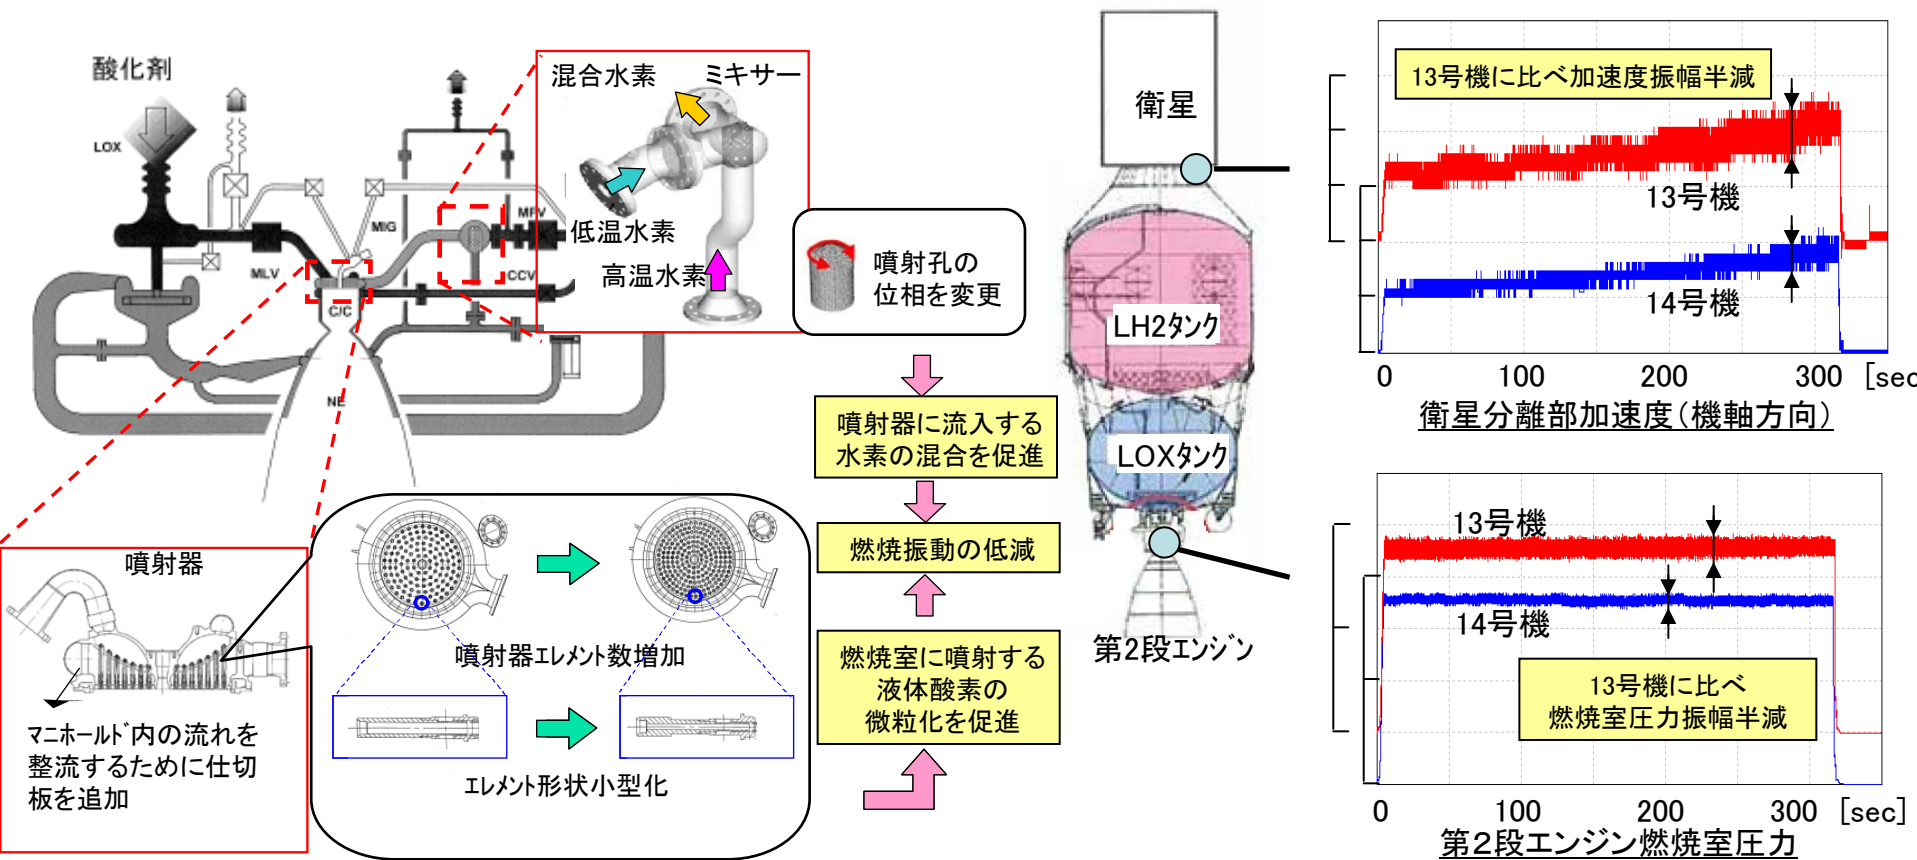 酸化剤
LOX
MLV
MIG
MFV
CCV
C/C
NE
混合水素
ミキサー
低温水素
高温水素
噴射孔の
位相を変更
噴射器に流入する
水素の混合を促進
燃焼振動の低減
燃焼室に噴射する
液体酸素の
微粒化を促進
噴射器
マニホールド内の流れを
整流するために仕切
板を追加
噴射器エレメント数増加
エレメント形状小型化
衛星
LH2タンク
LOXタンク
第2段エンジン
13号機に比べ加速度振幅半減
13号機
14号機
0 100 200 300 [sec
衛星分離部加速度(機軸方向)
13号機
14号機
13号機に比べ
燃焼室圧力振幅半減
0 100 200 300 [sec]
第2段エンジン燃焼室圧力